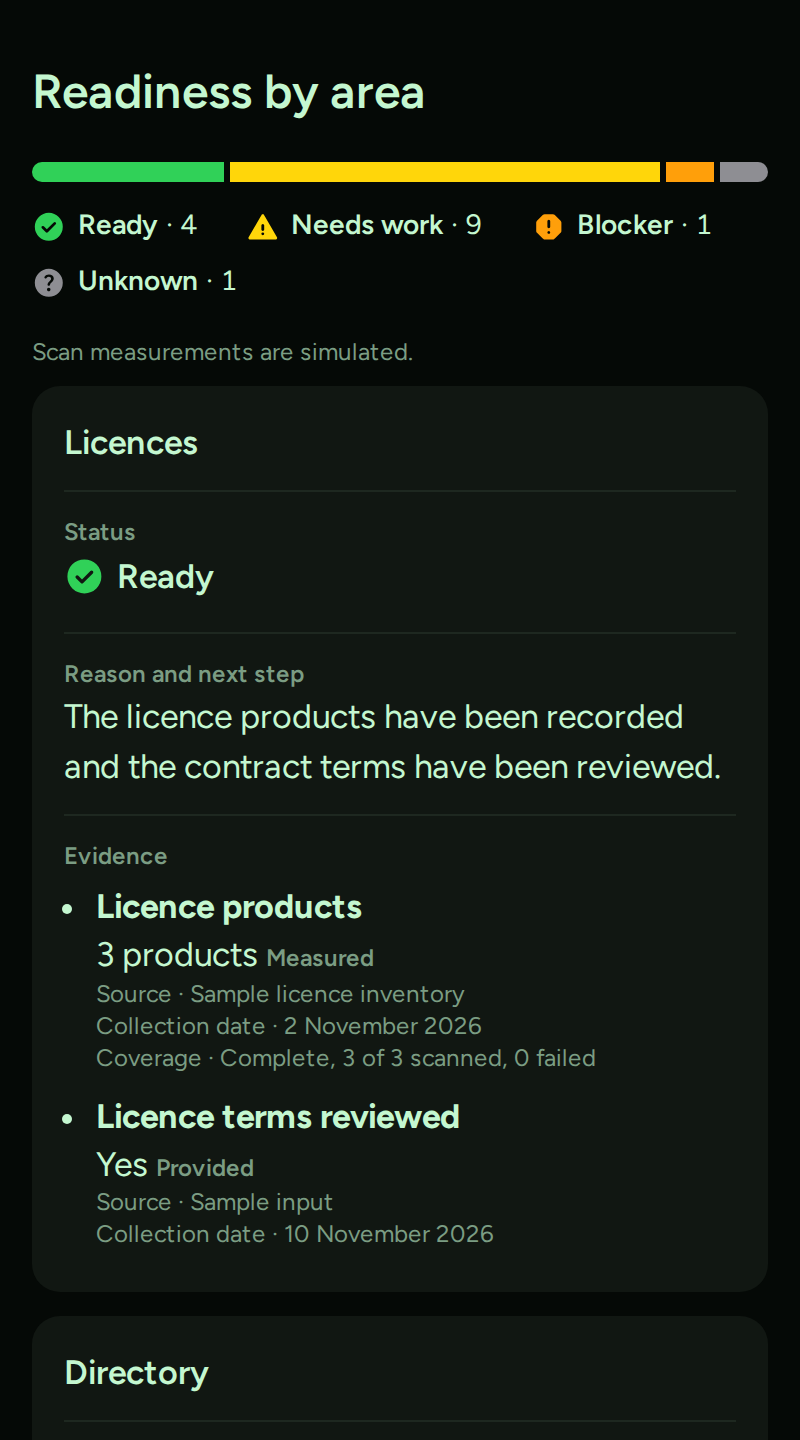 Readiness by area
Ready · 4
Needs work · 9
Blocker · 1
Unknown · 1
Scan measurements are simulated.
Licences
Status
Ready
Reason and next step
The licence products have been recorded
and the contract terms have been reviewed.
Evidence
• Licence products
3 products Measured
Source · Sample licence inventory
Collection date · 2 November 2026
Coverage · Complete, 3 of 3 scanned, 0 failed
• Licence terms reviewed
Yes Provided
Source · Sample input
Collection date · 10 November 2026
Directory